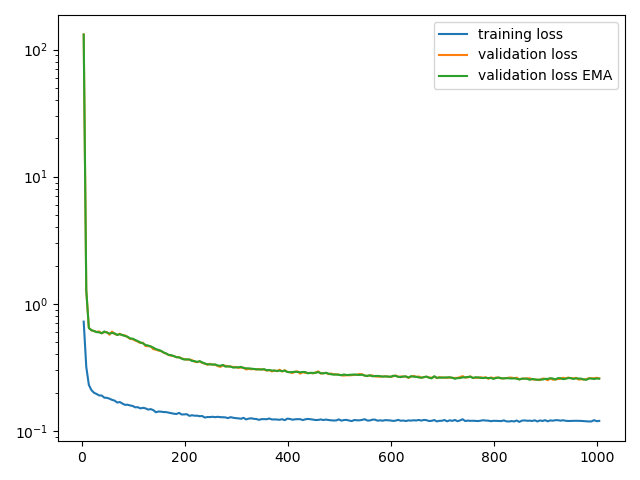 training loss
validation loss
validation loss EMA
10²
10¹
10⁰
10⁻¹
0 200 400 600 800 1000